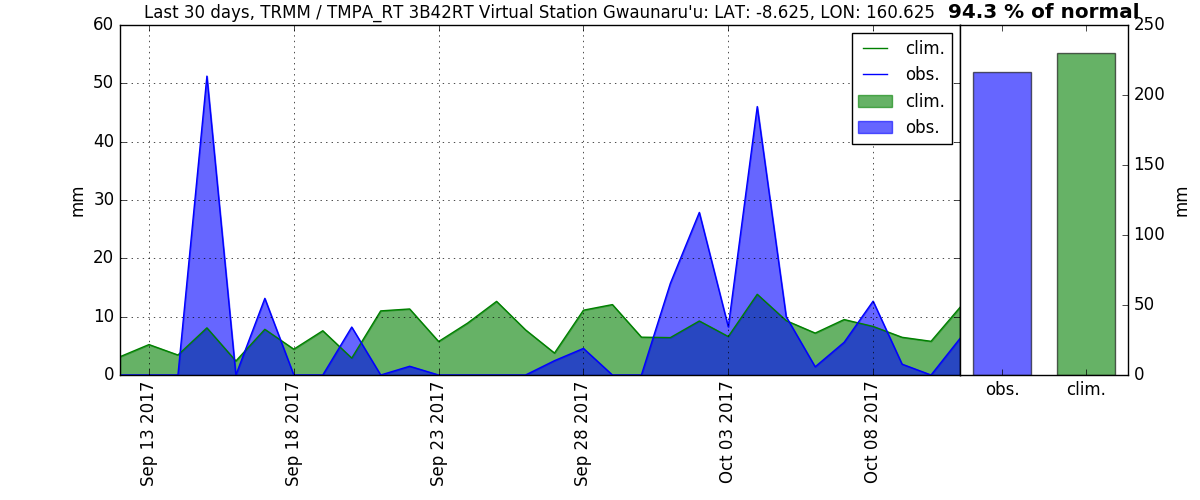 Last 30 days, TRMM / TMPA_RT 3B42RT Virtual Station Gwaunaru'u: LAT: -8.625, LON: 160.625
94.3 % of normal
60
50
40
30
20
10
0
mm
clim.
obs.
clim.
obs.
250
200
150
100
50
0
mm
Sep 13 2017
Sep 18 2017
Sep 23 2017
Sep 28 2017
Oct 03 2017
Oct 08 2017
obs.
clim.